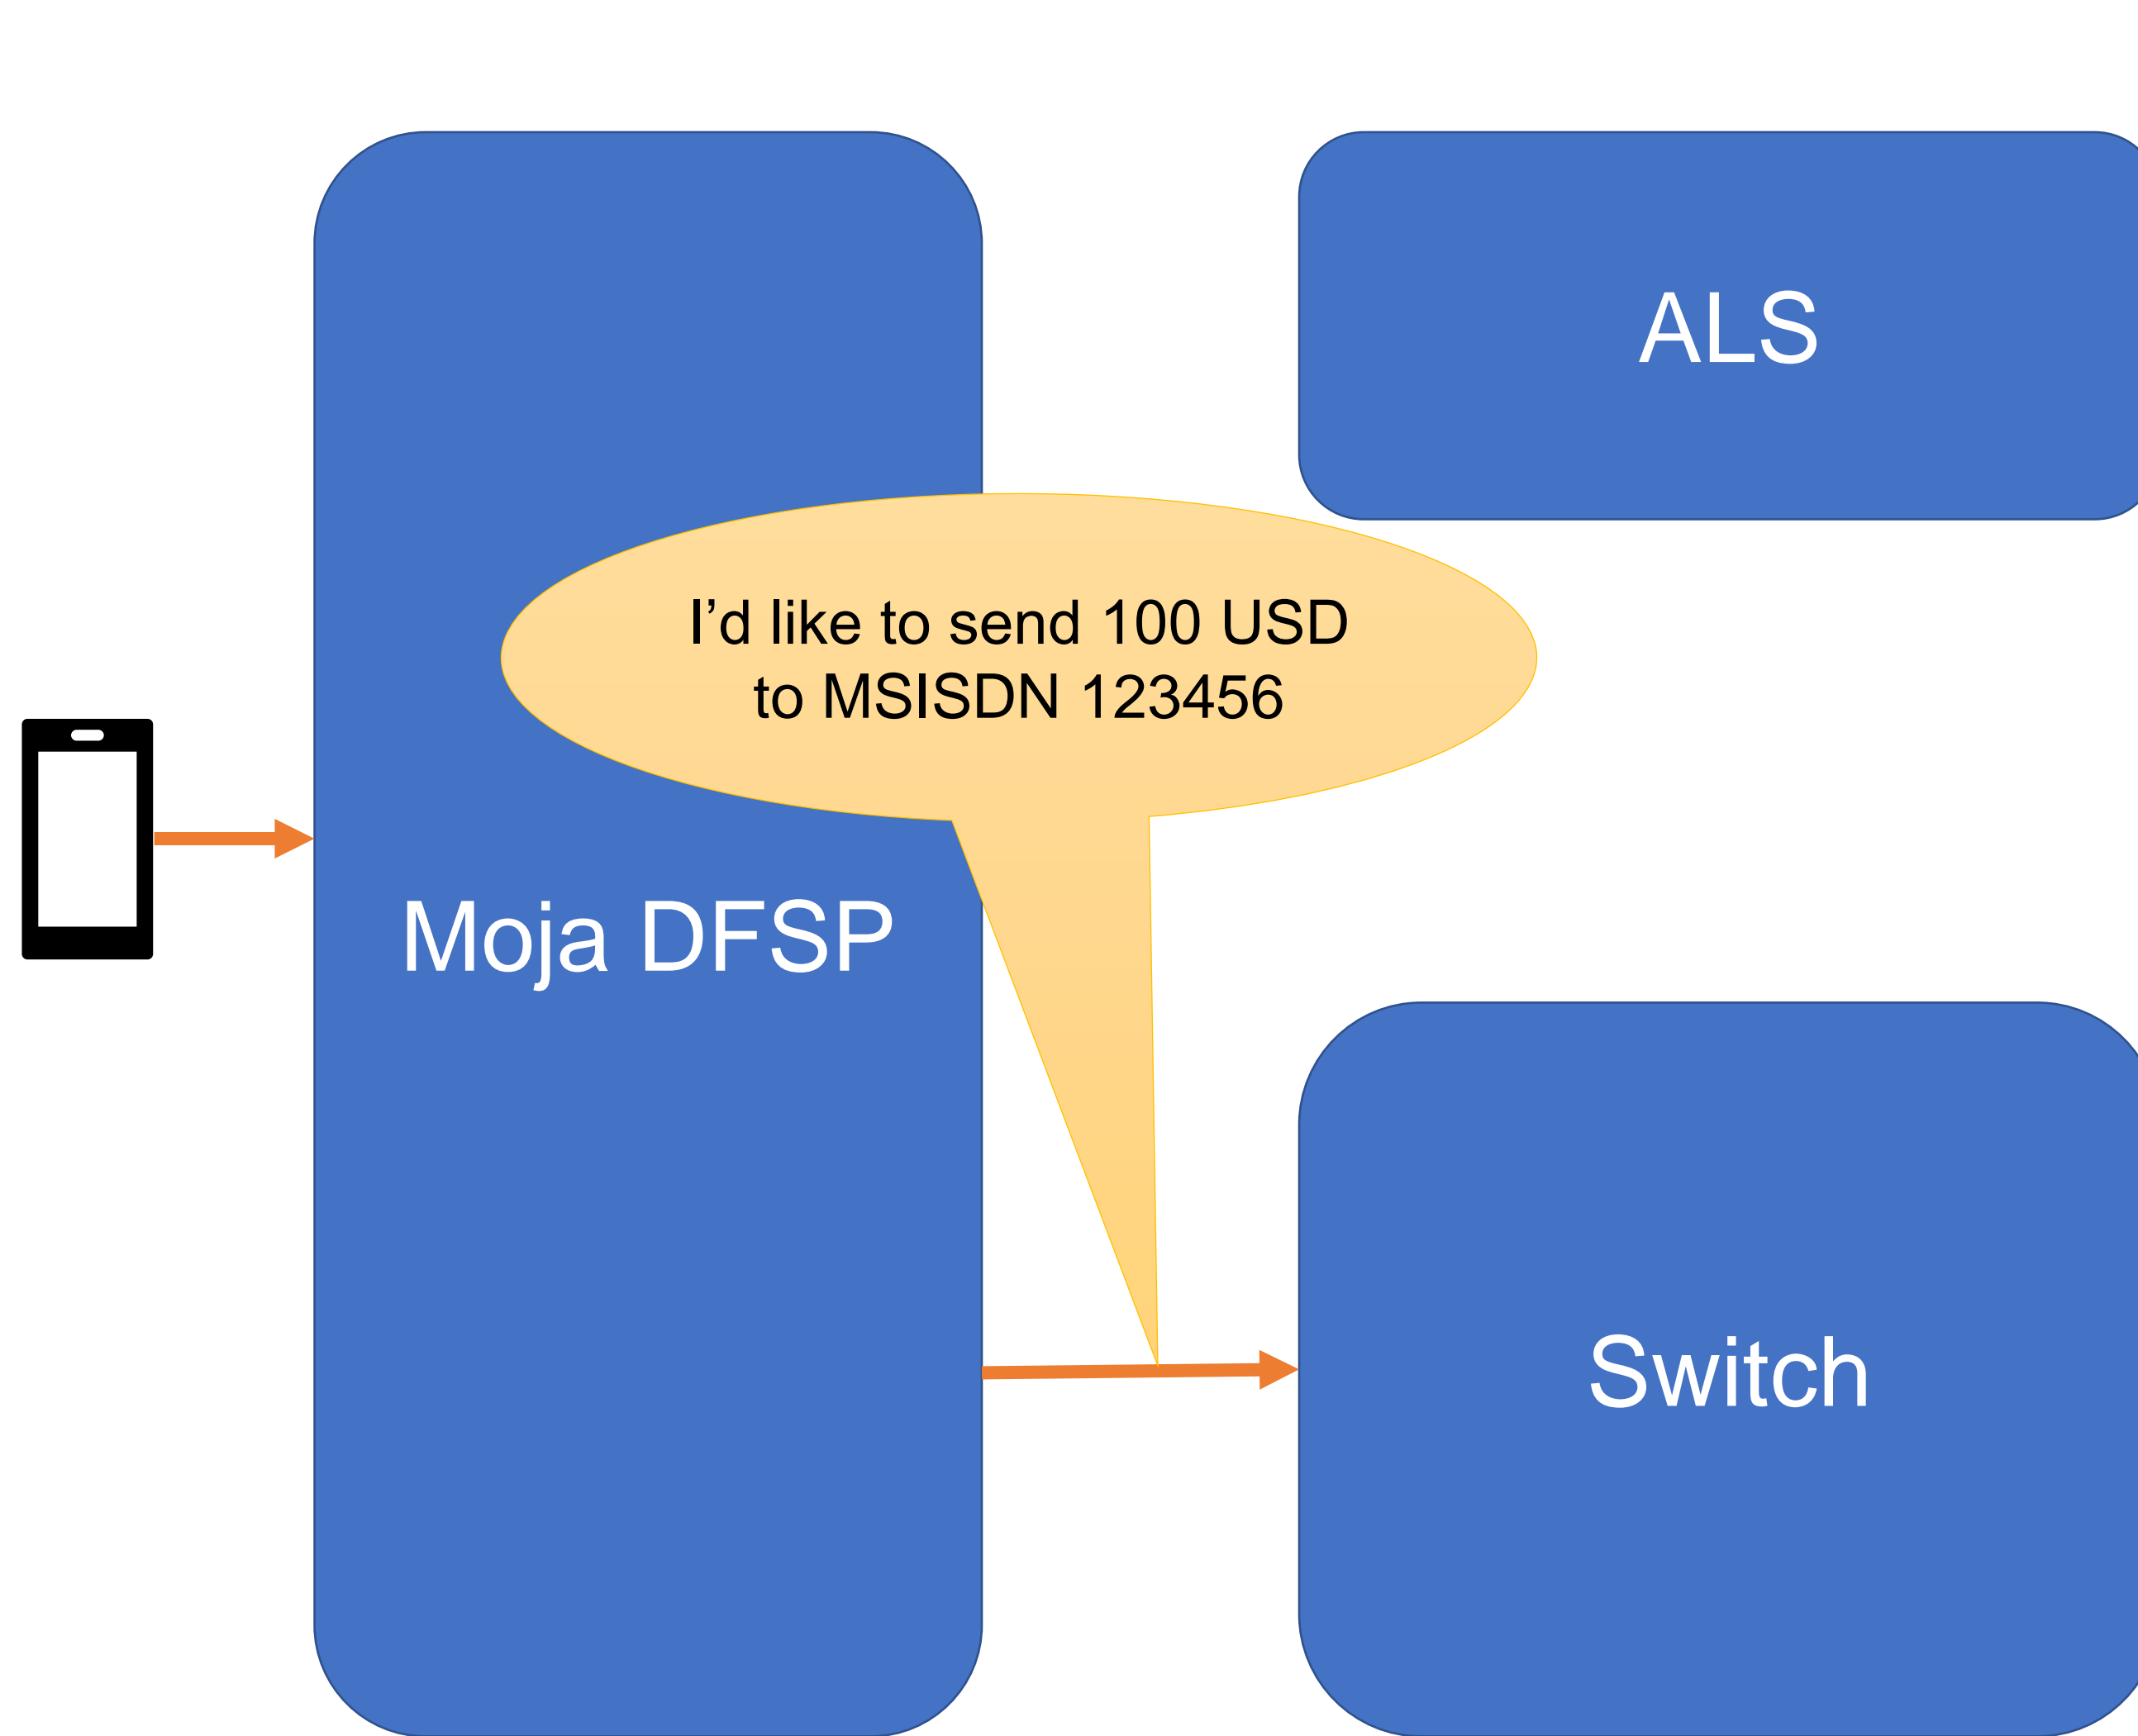 ALS
I’d like to send 100 USD
to MSISDN 123456
Moja DFSP
Switch